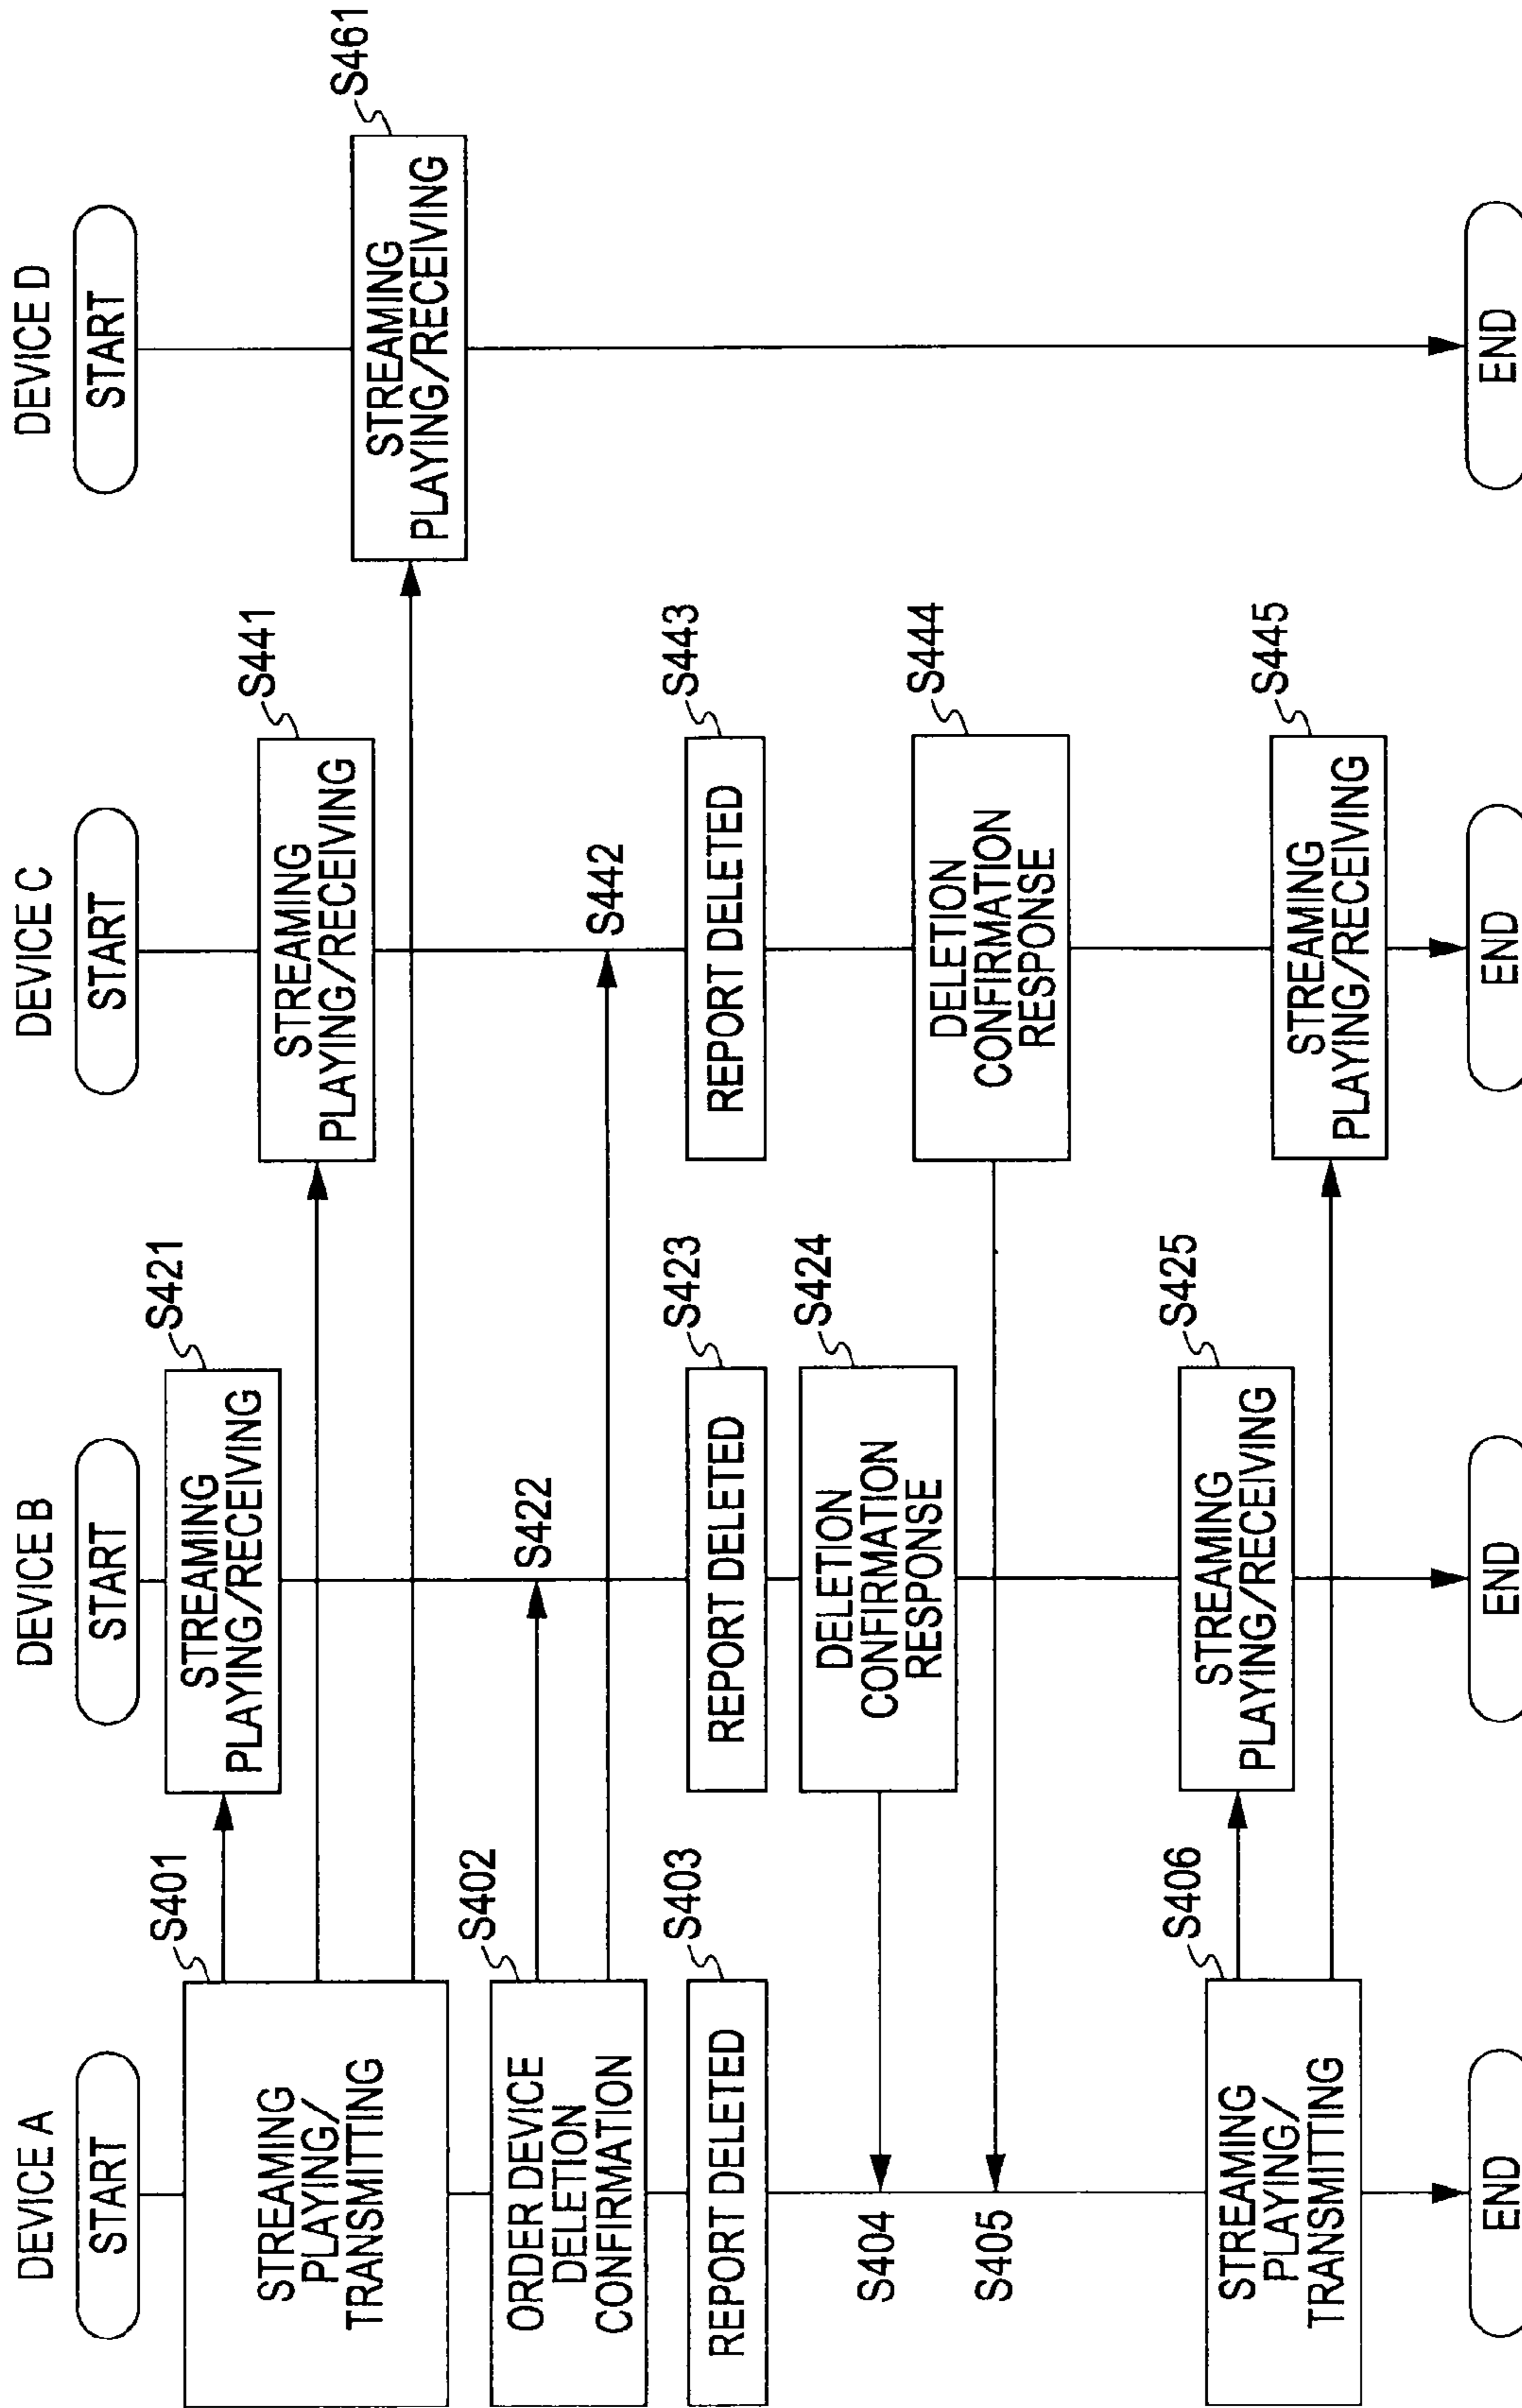 DEVICE A
START
STREAMING
PLAYING/
TRANSMITTING
S401
ORDER DEVICE
DELETION
CONFIRMATION
S402
REPORT DELETED
S403
S404
S405
STREAMING
PLAYING/
TRANSMITTING
S406
END
DEVICE B
START
STREAMING
PLAYING/RECEIVING
S421
S422
REPORT DELETED
S423
DELETION
CONFIRMATION
RESPONSE
S424
STREAMING
PLAYING/RECEIVING
S425
END
DEVICE C
START
STREAMING
PLAYING/RECEIVING
S441
S442
REPORT DELETED
S443
DELETION
CONFIRMATION
RESPONSE
S444
STREAMING
PLAYING/RECEIVING
S445
END
DEVICE D
START
STREAMING
PLAYING/RECEIVING
S461
END